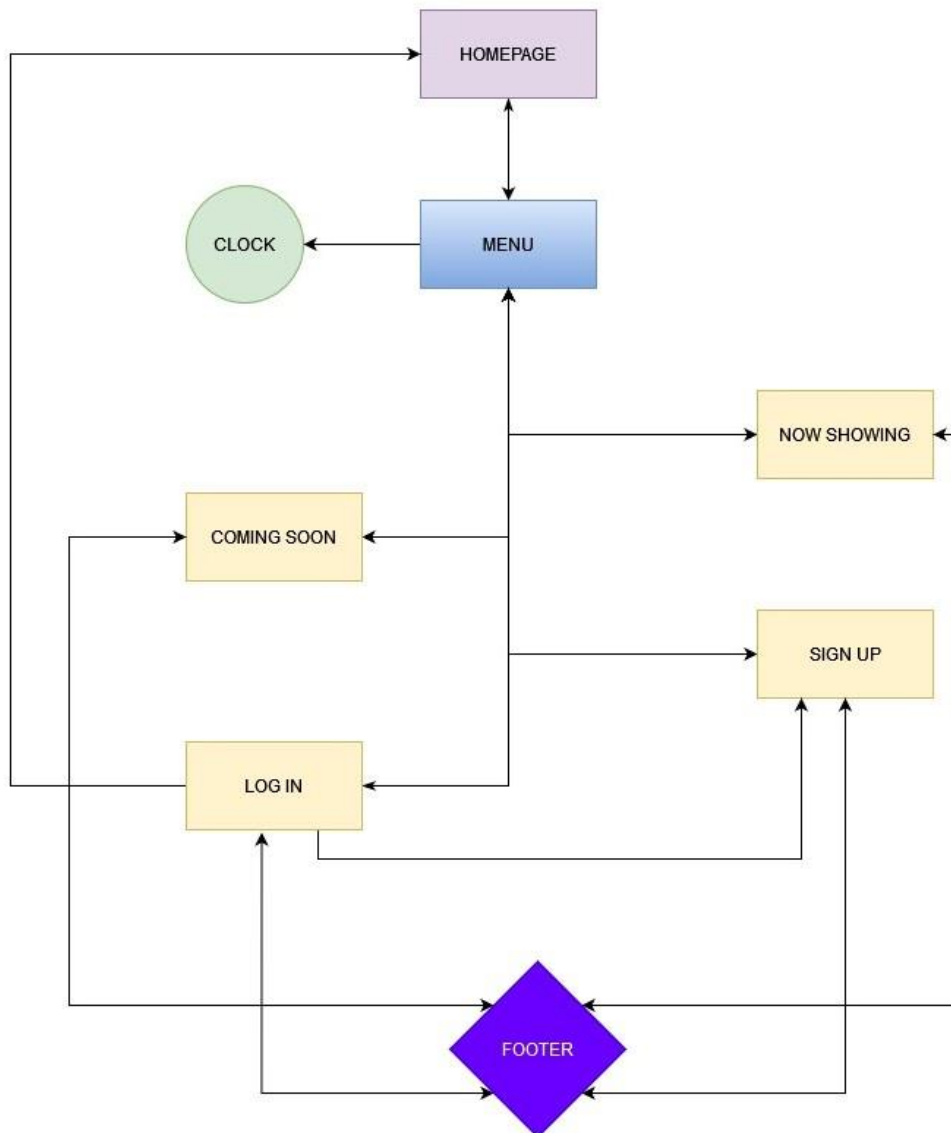 HOMEPAGE
CLOCK
MENU
NOW SHOWING
COMING SOON
SIGN UP
LOG IN
FOOTER